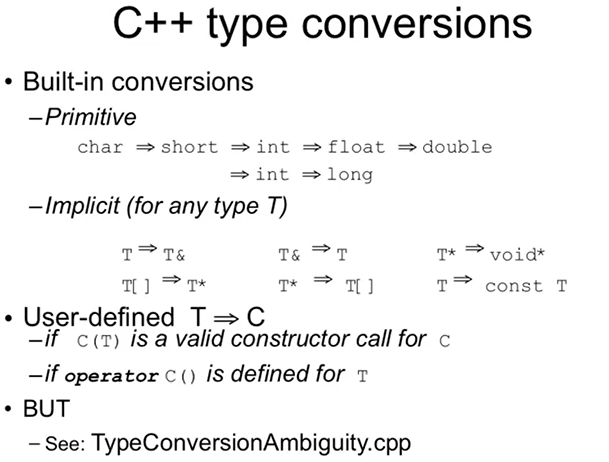 C++ type conversions
• Built-in conversions
–Primitive
char ⇒ short ⇒ int ⇒ float ⇒ double
⇒ int ⇒ long
–Implicit (for any type T)
T ⇒ T& T& ⇒ T T* ⇒ void*
T[] ⇒ T* T* ⇒ T[] T ⇒ const T
• User-defined T ⇒ C
–if C(T) is a valid constructor call for C
–if operator C() is defined for T
• BUT
– See: TypeConversionAmbiguity.cpp